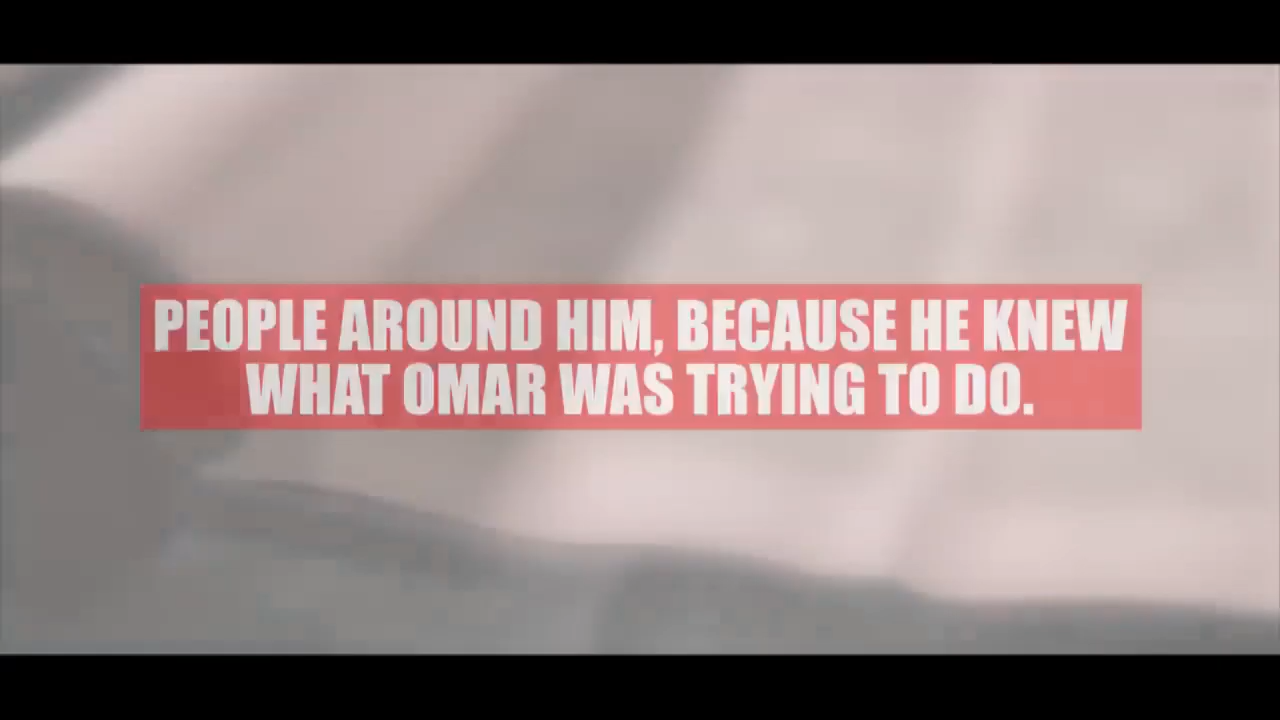 PEOPLE AROUND HIM, BECAUSE HE KNEW
WHAT OMAR WAS TRYING TO DO.